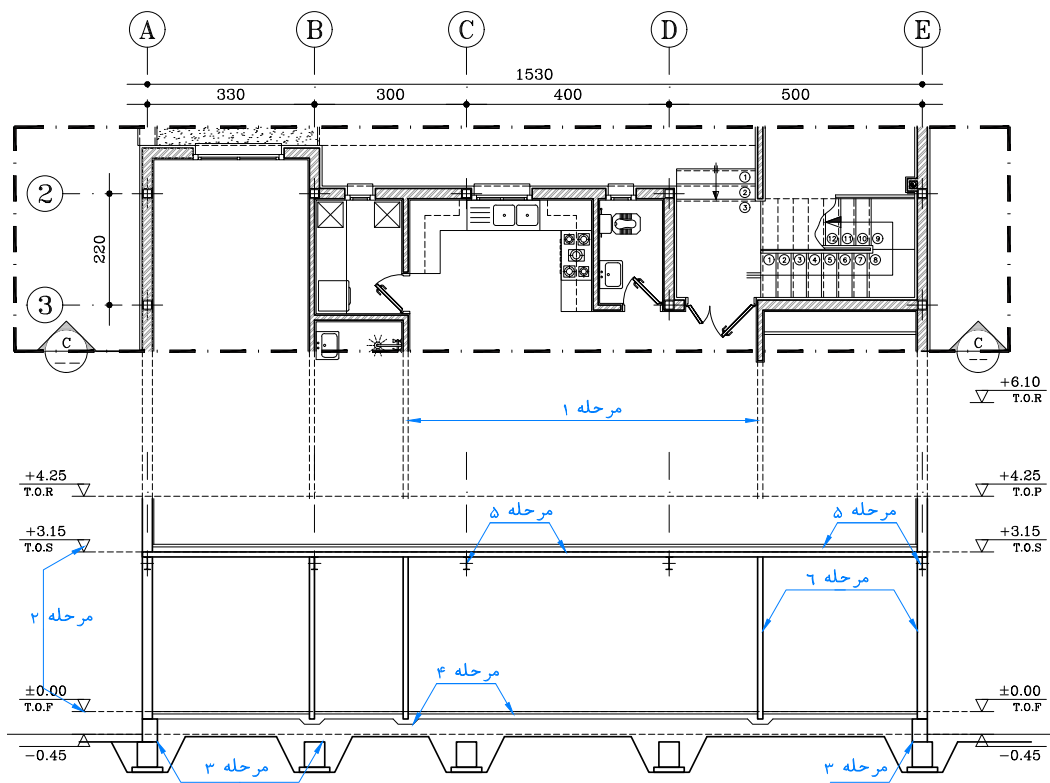 A B C D E
1530
330 300 400 500
2
220
3
1
2
3
12 11 10 9
1 2 3 4 5 6 7 8
C
C
+6.10
T.O.R
مرحله ۱
+4.25
T.O.R
+4.25
T.O.P
مرحله ۵
مرحله ۵
+3.15
T.O.S
+3.15
T.O.S
مرحله ۶
مرحله ۲
مرحله ۴
±0.00
T.O.F
±0.00
T.O.F
-0.45
-0.45
مرحله ۳
مرحله ۳